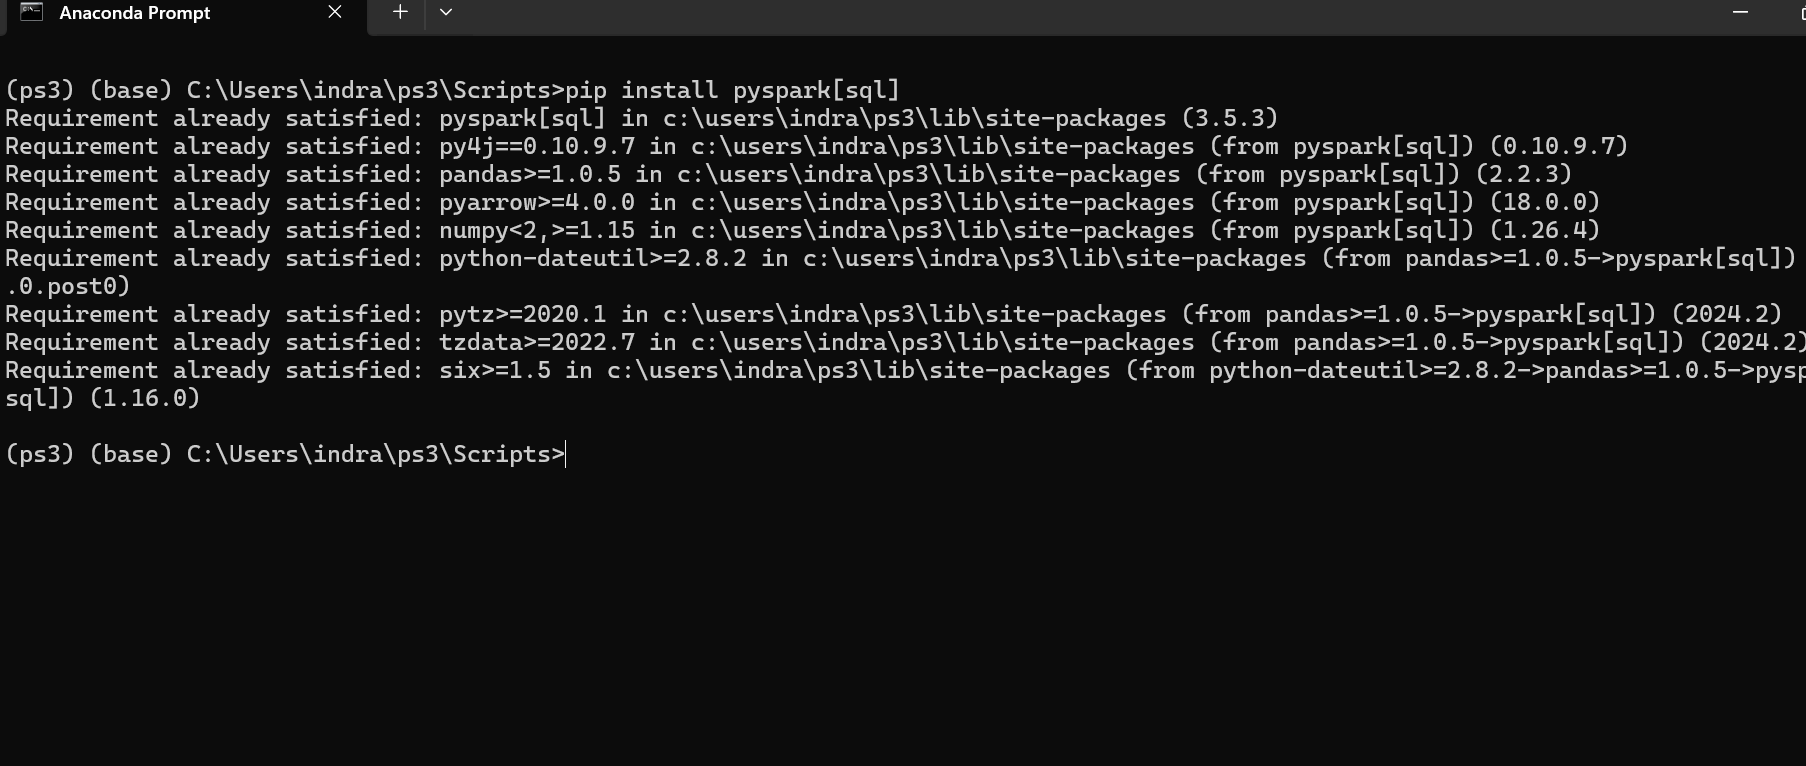 Anaconda Prompt
(ps3) (base) C:\Users\indra\ps3\Scripts>pip install pyspark[sql]
Requirement already satisfied: pyspark[sql] in c:\users\indra\ps3\lib\site-packages (3.5.3)
Requirement already satisfied: py4j==0.10.9.7 in c:\users\indra\ps3\lib\site-packages (from pyspark[sql]) (0.10.9.7)
Requirement already satisfied: pandas>=1.0.5 in c:\users\indra\ps3\lib\site-packages (from pyspark[sql]) (2.2.3)
Requirement already satisfied: pyarrow>=4.0.0 in c:\users\indra\ps3\lib\site-packages (from pyspark[sql]) (18.0.0)
Requirement already satisfied: numpy<2,>=1.15 in c:\users\indra\ps3\lib\site-packages (from pyspark[sql]) (1.26.4)
Requirement already satisfied: python-dateutil>=2.8.2 in c:\users\indra\ps3\lib\site-packages (from pandas>=1.0.5->pyspark[sql])
.0.post0)
Requirement already satisfied: pytz>=2020.1 in c:\users\indra\ps3\lib\site-packages (from pandas>=1.0.5->pyspark[sql]) (2024.2)
Requirement already satisfied: tzdata>=2022.7 in c:\users\indra\ps3\lib\site-packages (from pandas>=1.0.5->pyspark[sql]) (2024.2)
Requirement already satisfied: six>=1.5 in c:\users\indra\ps3\lib\site-packages (from python-dateutil>=2.8.2->pandas>=1.0.5->pysp
sql]) (1.16.0)
(ps3) (base) C:\Users\indra\ps3\Scripts>